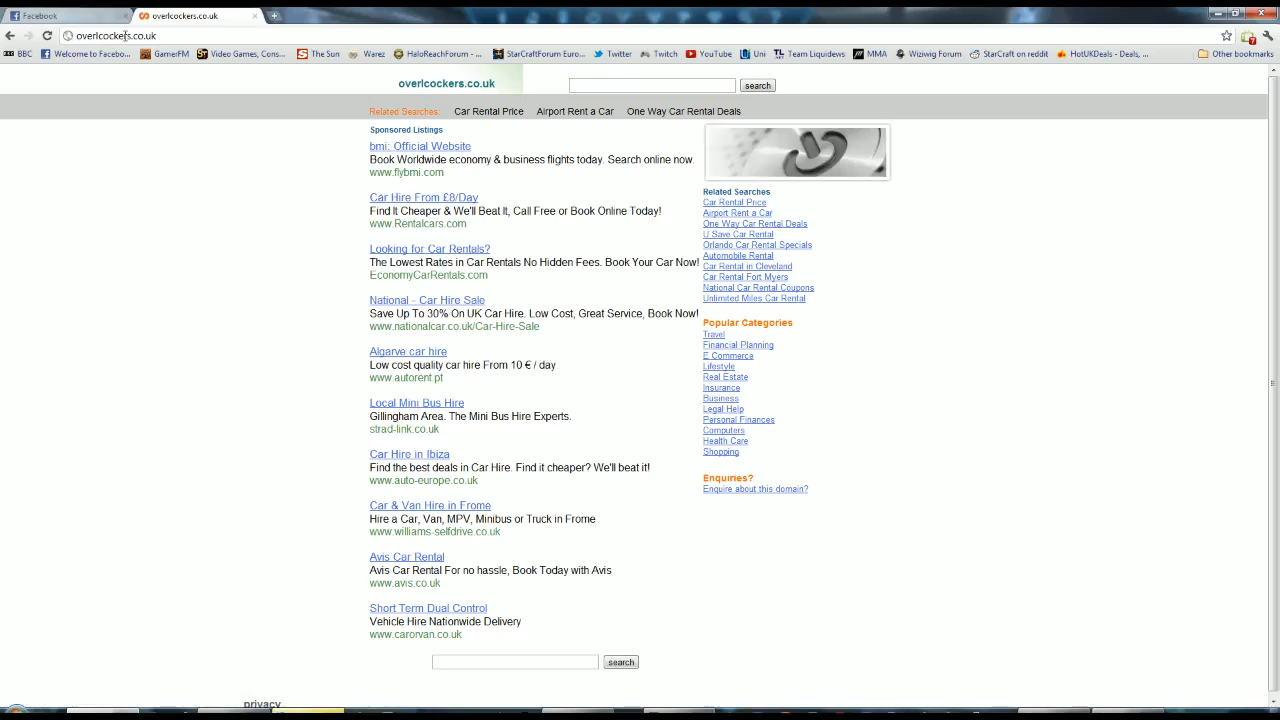 Facebook
overlcockers.co.uk
overlcockers.co.uk
BBC
Welcome to Facebo...
GamerFM
Video Games, Cons...
The Sun
Warez
HaloReachForum - ...
StarCraftForum Euro...
Twitter
Twitch
YouTube
Uni
Team Liquidews
MMA
Wiziwig Forum
StarCraft on reddit
HotUKDeals - Deals, ...
Other bookmarks
overlcockers.co.uk
search
Related Searches: Car Rental Price Airport Rent a Car One Way Car Rental Deals
Sponsored Listings
bmi: Official Website
Book Worldwide economy & business flights today. Search online now.
www.flybmi.com
Car Hire From £8/Day
Find It Cheaper & We'll Beat It, Call Free or Book Online Today!
www.Rentalcars.com
Looking for Car Rentals?
The Lowest Rates in Car Rentals No Hidden Fees. Book Your Car Now!
EconomyCarRentals.com
National - Car Hire Sale
Save Up To 30% On UK Car Hire. Low Cost, Great Service, Book Now!
www.nationalcar.co.uk/Car-Hire-Sale
Algarve car hire
Low cost quality car hire From 10 € / day
www.autorent.pt
Local Mini Bus Hire
Gillingham Area. The Mini Bus Hire Experts.
strad-link.co.uk
Car Hire in Ibiza
Find the best deals in Car Hire. Find it cheaper? We'll beat it!
www.auto-europe.co.uk
Car & Van Hire in Frome
Hire a Car, Van, MPV, Minibus or Truck in Frome
www.williams-selfdrive.co.uk
Avis Car Rental
Avis Car Rental For no hassle, Book Today with Avis
www.avis.co.uk
Short Term Dual Control
Vehicle Hire Nationwide Delivery
www.carorvan.co.uk
search
Related Searches
Car Rental Price
Airport Rent a Car
One Way Car Rental Deals
U Save Car Rental
Orlando Car Rental Specials
Automobile Rental
Car Rental in Cleveland
Car Rental Fort Myers
National Car Rental Coupons
Unlimited Miles Car Rental
Popular Categories
Travel
Financial Planning
E Commerce
Lifestyle
Real Estate
Insurance
Business
Legal Help
Personal Finances
Computers
Health Care
Shopping
Enquiries?
Enquire about this domain?
privacy